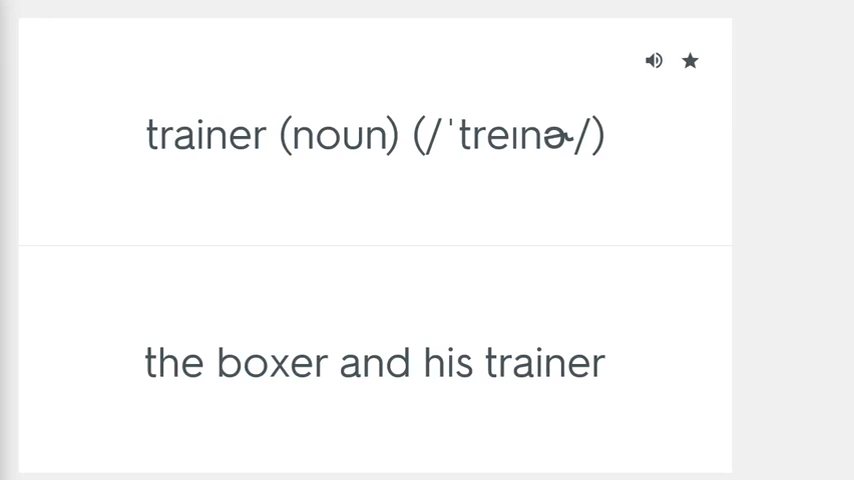 trainer (noun) (/ˈtreɪnɚ/)
the boxer and his trainer